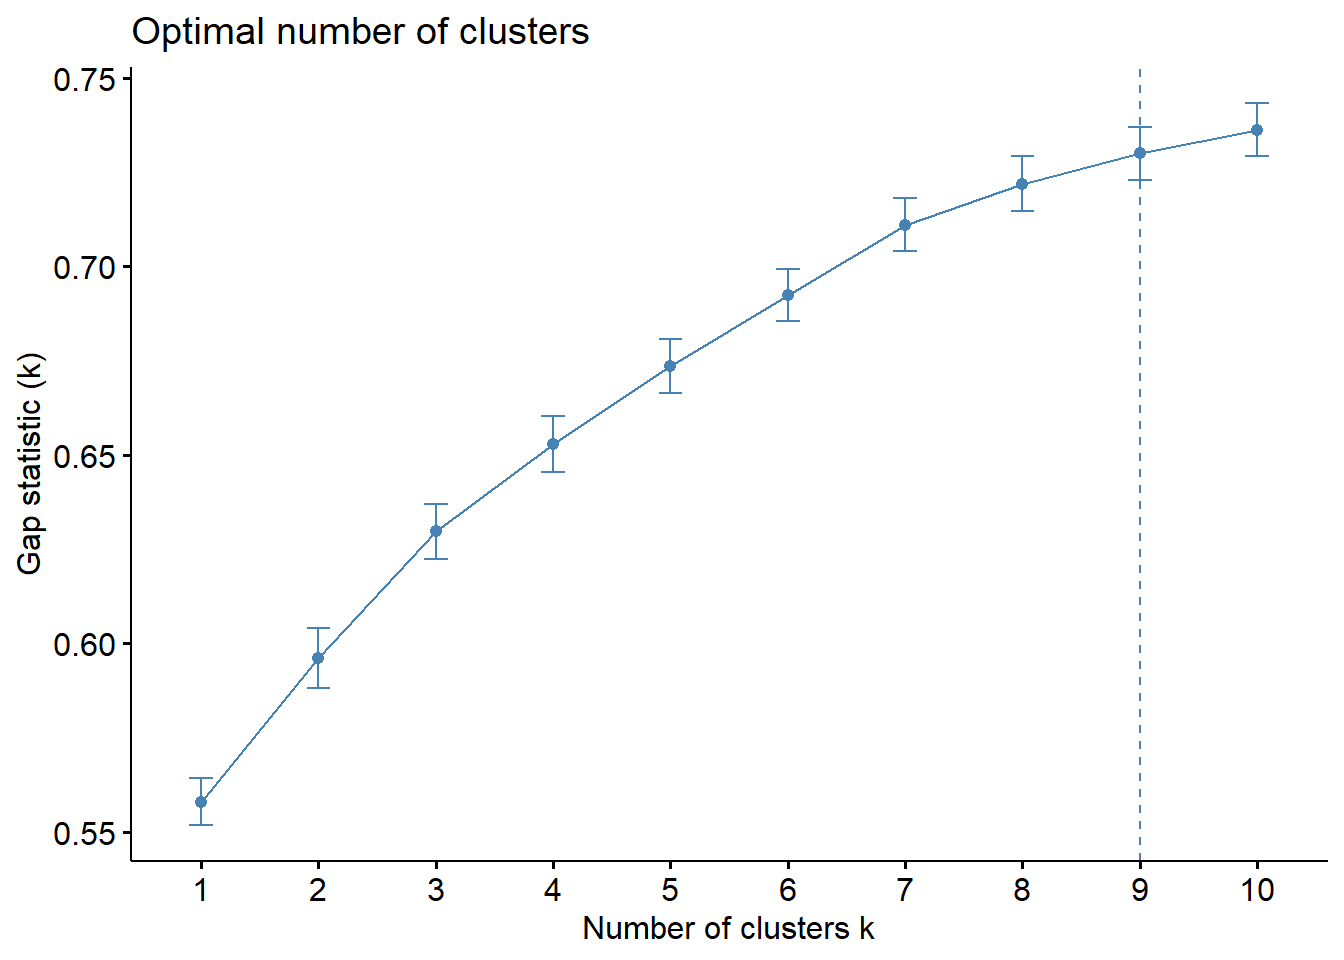 Optimal number of clusters
0.75
0.70
0.65
0.60
0.55
Gap statistic (k)
1 2 3 4 5 6 7 8 9 10
Number of clusters k